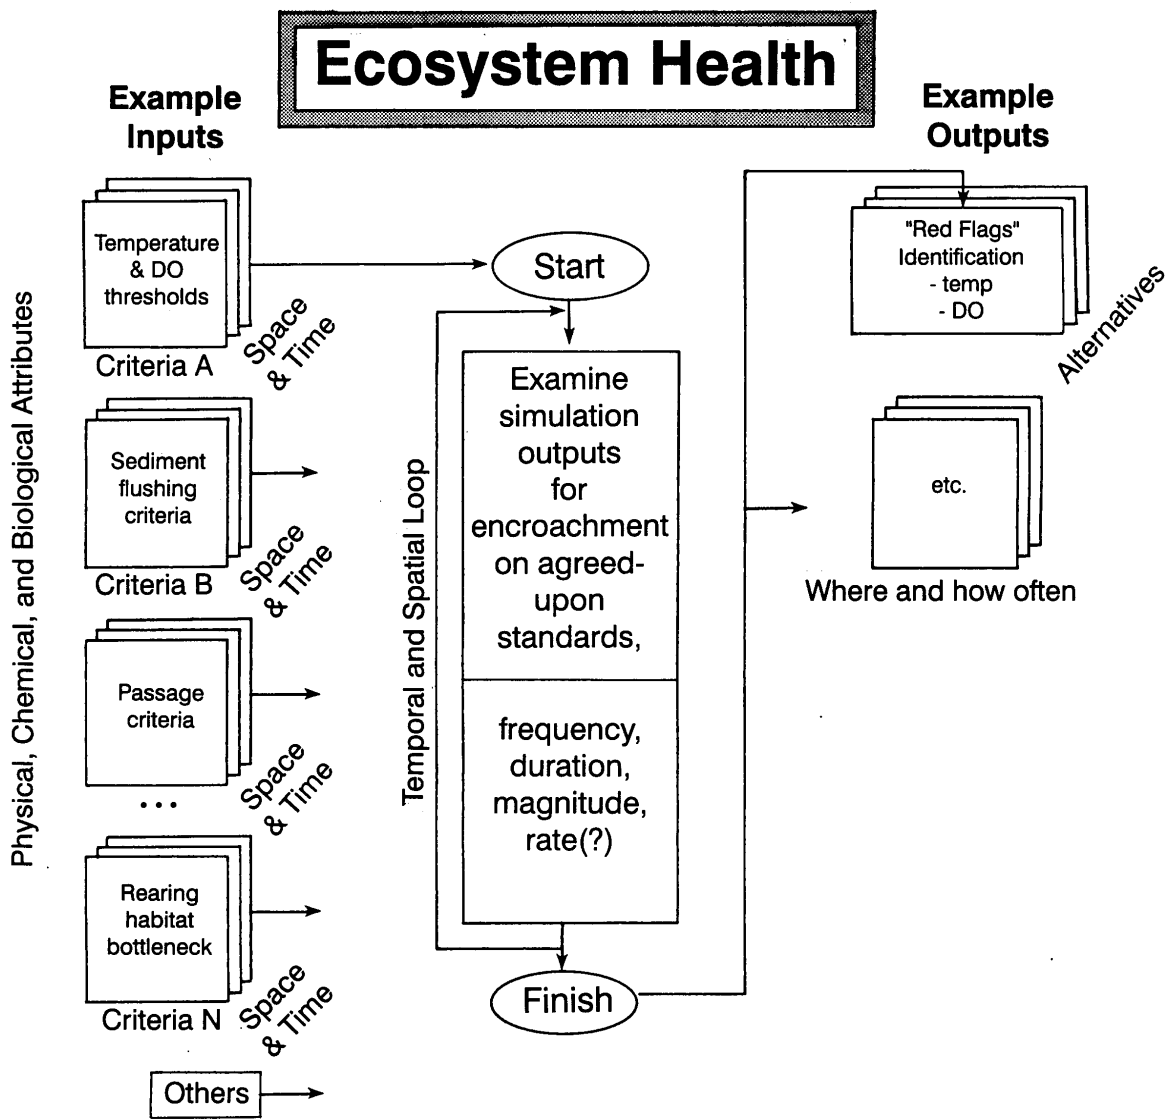 Ecosystem Health
Example
Inputs
Example
Outputs
Physical, Chemical, and Biological Attributes
Temperature
& DO
thresholds
Criteria A
Space
& Time
Sediment
flushing
criteria
Criteria B
Space
& Time
Passage
criteria
Space
& Time
...
Rearing
habitat
bottleneck
Criteria N
Space
& Time
Others
Temporal and Spatial Loop
Start
Examine
simulation
outputs
for
encroachment
on agreed-
upon
standards,
frequency,
duration,
magnitude,
rate(?)
Finish
"Red Flags"
Identification
- temp
- DO
Alternatives
etc.
Where and how often